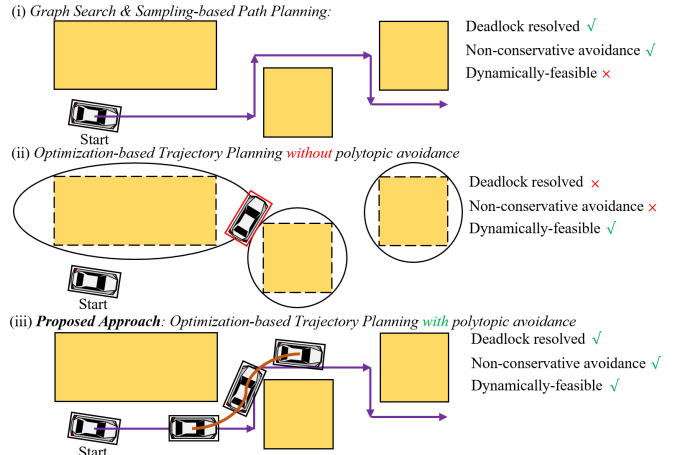 (i) Graph Search & Sampling-based Path Planning:
Deadlock resolved √
Non-conservative avoidance √
Dynamically-feasible ×
Start
(ii) Optimization-based Trajectory Planning without polytopic avoidance
Deadlock resolved ×
Non-conservative avoidance ×
Dynamically-feasible √
Start
(iii) Proposed Approach: Optimization-based Trajectory Planning with polytopic avoidance
Deadlock resolved √
Non-conservative avoidance √
Dynamically-feasible √
Start